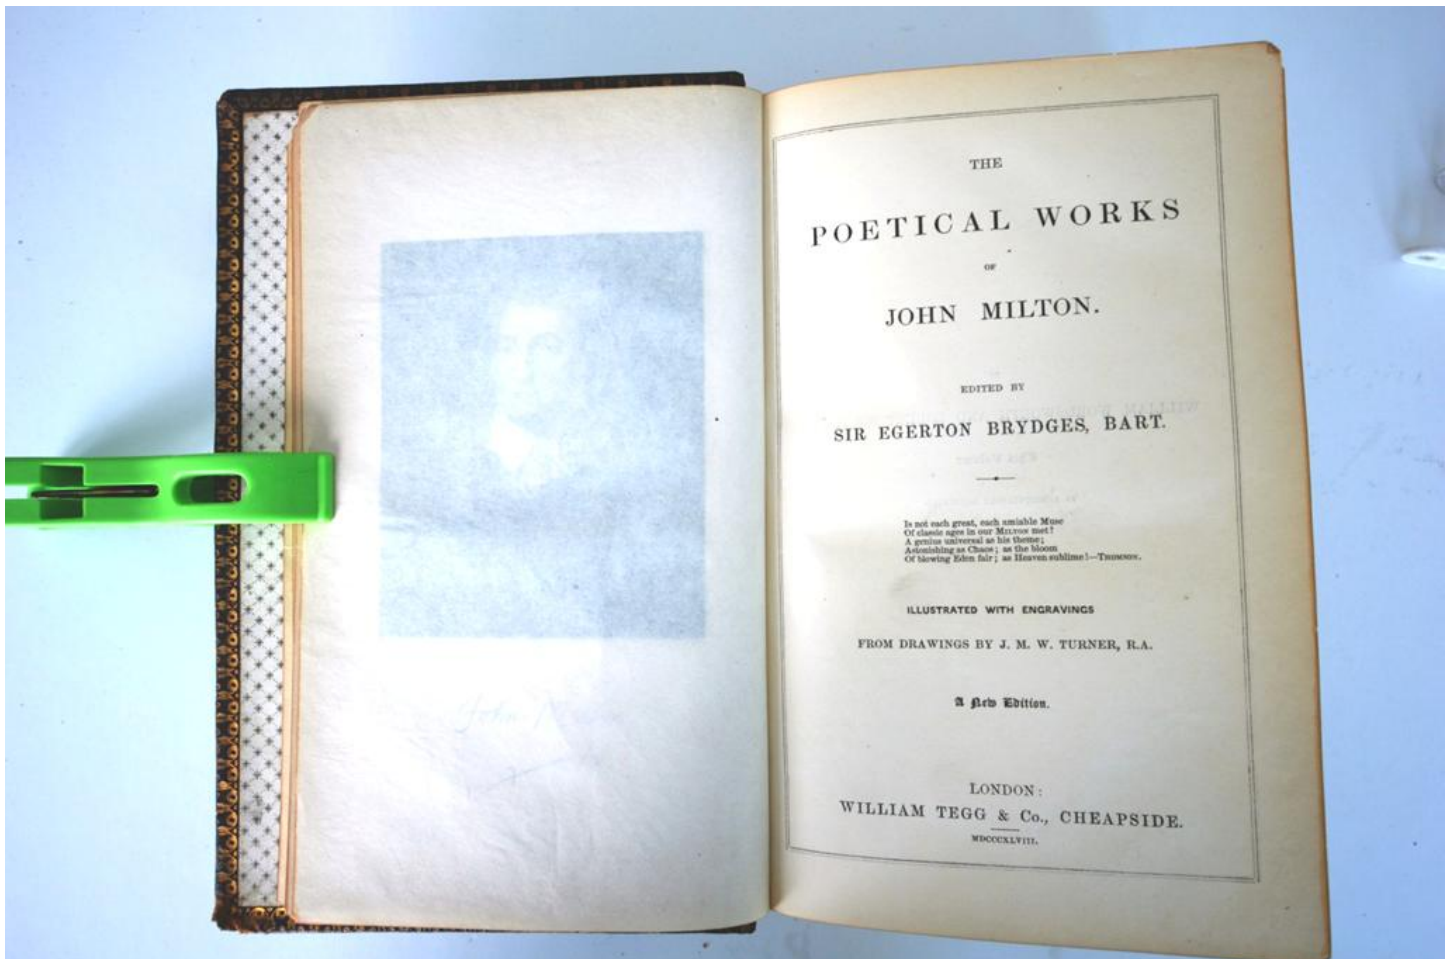 John
THE
POETICAL WORKS
OF
JOHN MILTON.
EDITED BY
SIR EGERTON BRYDGES, BART.
Is not each great, each amiable Muse
Of classic ages in our MILTON met?
A genius universal as his theme;
Astonishing as Chaos; as the bloom
Of blowing Eden fair; as Heaven sublime!—THOMSON.
ILLUSTRATED WITH ENGRAVINGS
FROM DRAWINGS BY J. M. W. TURNER, R.A.
A New Edition.
LONDON:
WILLIAM TEGG & Co., CHEAPSIDE.
MDCCCXLVIII.